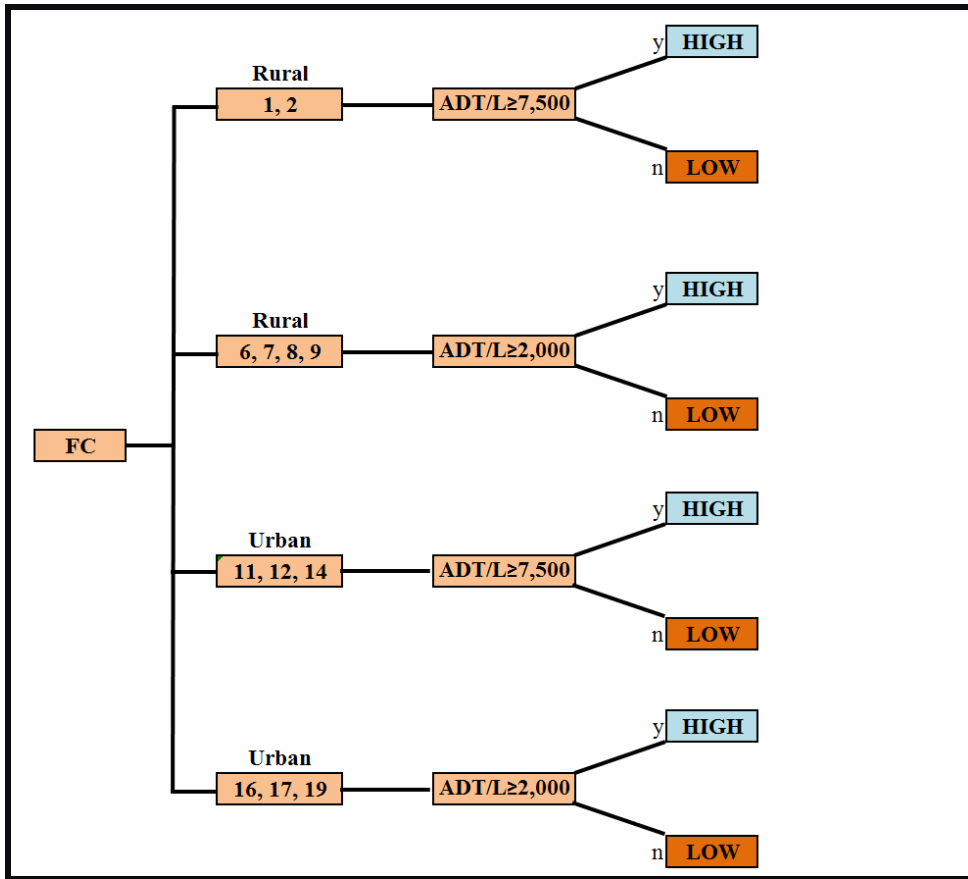 y HIGH
Rural
1, 2
ADT/L≥7,500
n LOW
y HIGH
Rural
6, 7, 8, 9
ADT/L≥2,000
n LOW
FC
y HIGH
Urban
11, 12, 14
ADT/L≥7,500
n LOW
y HIGH
Urban
16, 17, 19
ADT/L≥2,000
n LOW